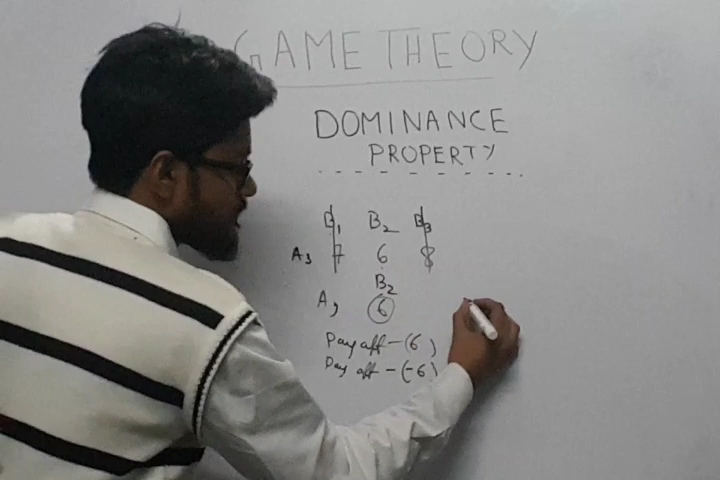 GAME THEORY
DOMINANCE
PROPERTY
B1 B2 B3
A3 7 6 8
B2
A3 6
Pay off - (6)
Pay off - (-6)